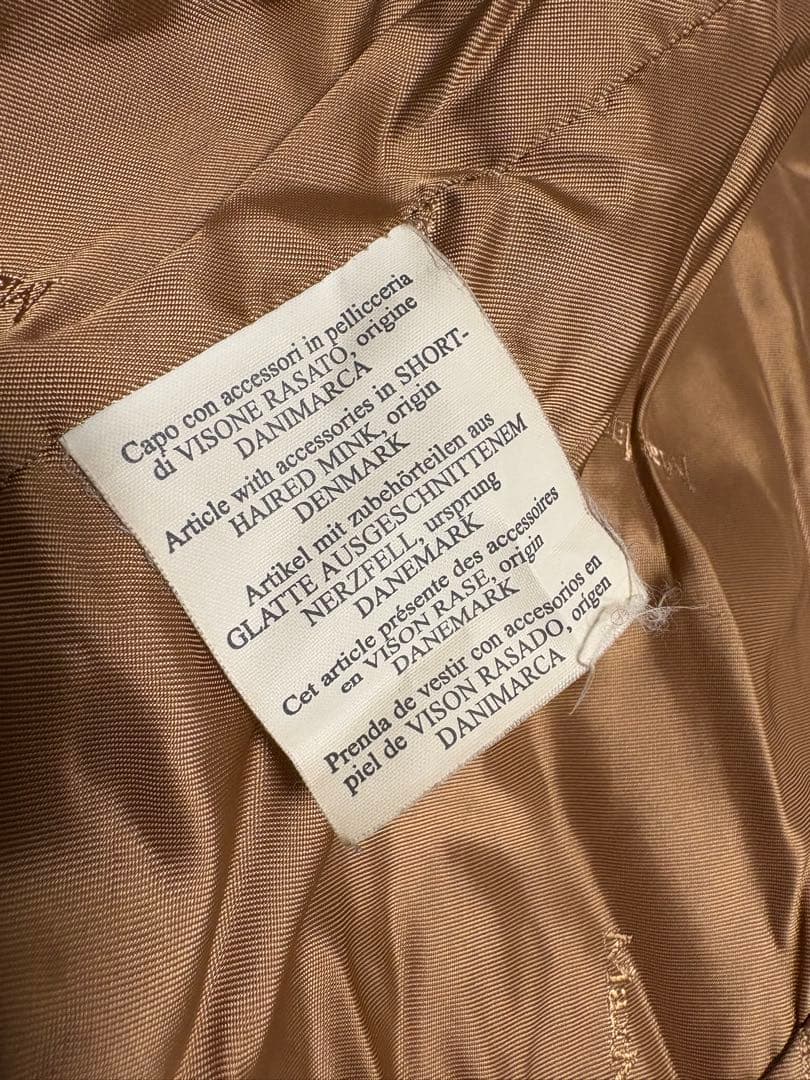 Capo con accessori in pellicceria
di VISONE RASATO, origine
DANIMARCA
Article with accessories in SHORT-
HAIRED MINK, origin
DENMARK
Artikel mit zubehörteilen aus
GLATTE AUSGESCHNITTENEM
NERZFELL, ursprung
DANEMARK
Cet article présente des accessoires
en VISON RASE, origin
DANEMARK
Prenda de vestir con accesorios en
piel de VISON RASADO, origen
DANIMARCA